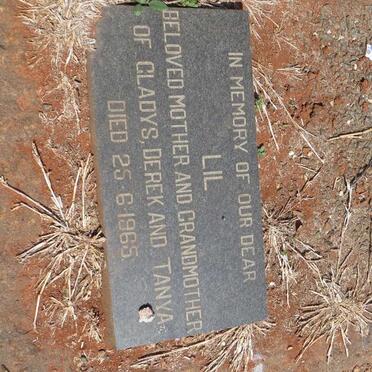 IN MEMORY OF OUR DEAR
LIL
BELOVED MOTHER AND GRANDMOTHER
OF GLADYS, DEREK AND TANYA
DIED 25·6·1965